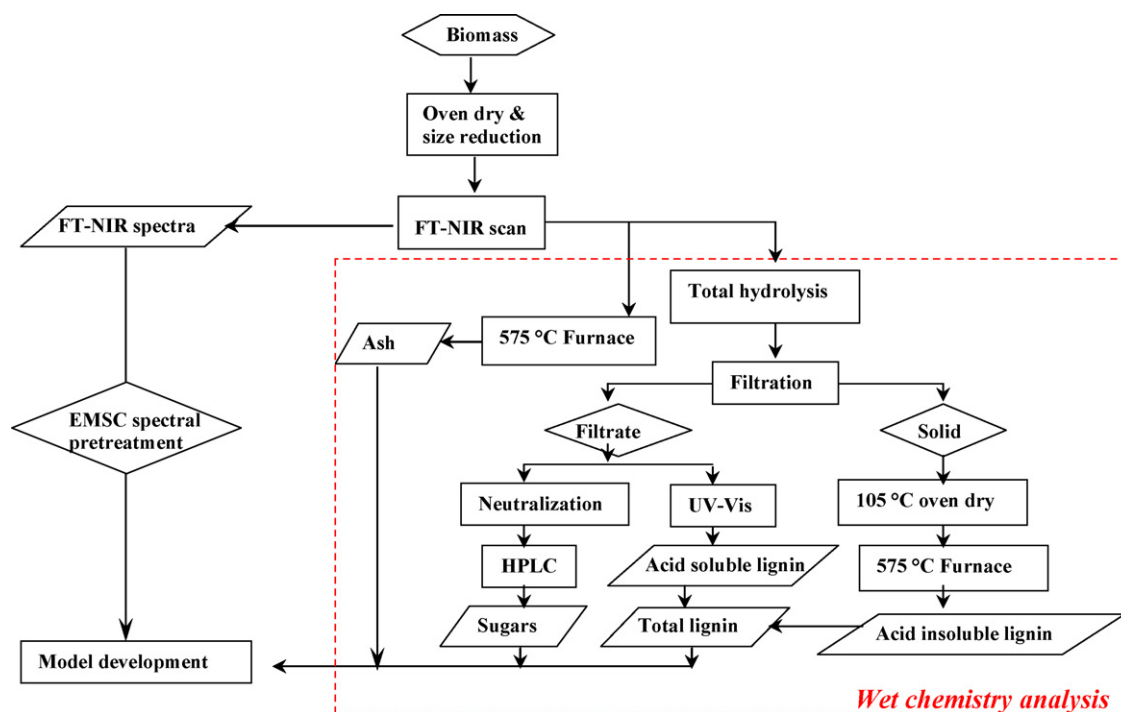 Biomass
Oven dry &
size reduction
FT-NIR spectra
FT-NIR scan
Total hydrolysis
Ash
575 °C Furnace
Filtration
EMSC spectral
pretreatment
Filtrate
Solid
Neutralization
UV-Vis
105 °C oven dry
HPLC
Acid soluble lignin
575 °C Furnace
Sugars
Total lignin
Acid insoluble lignin
Model development
Wet chemistry analysis